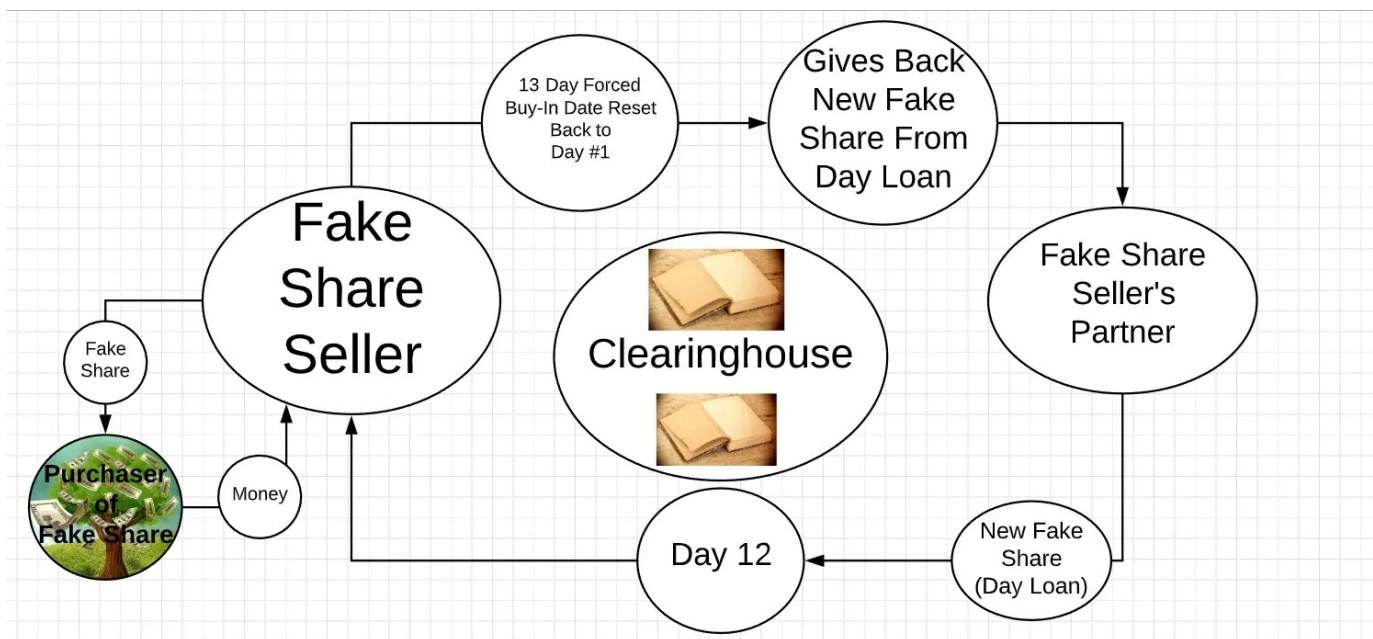 13 Day Forced
Buy-In Date Reset
Back to
Day #1
Gives Back
New Fake
Share From
Day Loan
Fake
Share
Seller
Fake Share
Seller's
Partner
Clearinghouse
Fake
Share
Purchaser
of
Fake Share
Money
Day 12
New Fake
Share
(Day Loan)